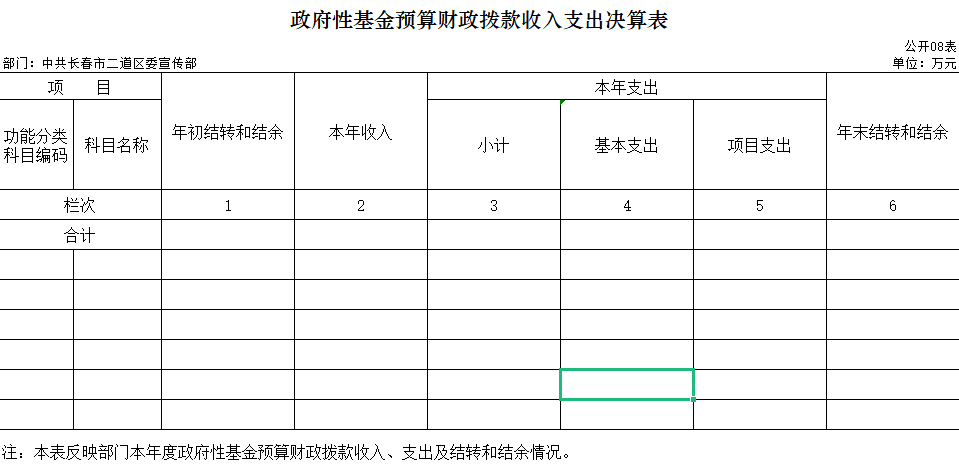 政府性基金预算财政拨款收入支出决算表
公开08表
部门：中共长春市二道区委宣传部
单位：万元
项　目
年初结转和结余
本年收入
本年支出
年末结转和结余
功能分类
科目编码
科目名称
小计
基本支出
项目支出
栏次
1
2
3
4
5
6
合计
注：本表反映部门本年度政府性基金预算财政拨款收入、支出及结转和结余情况。